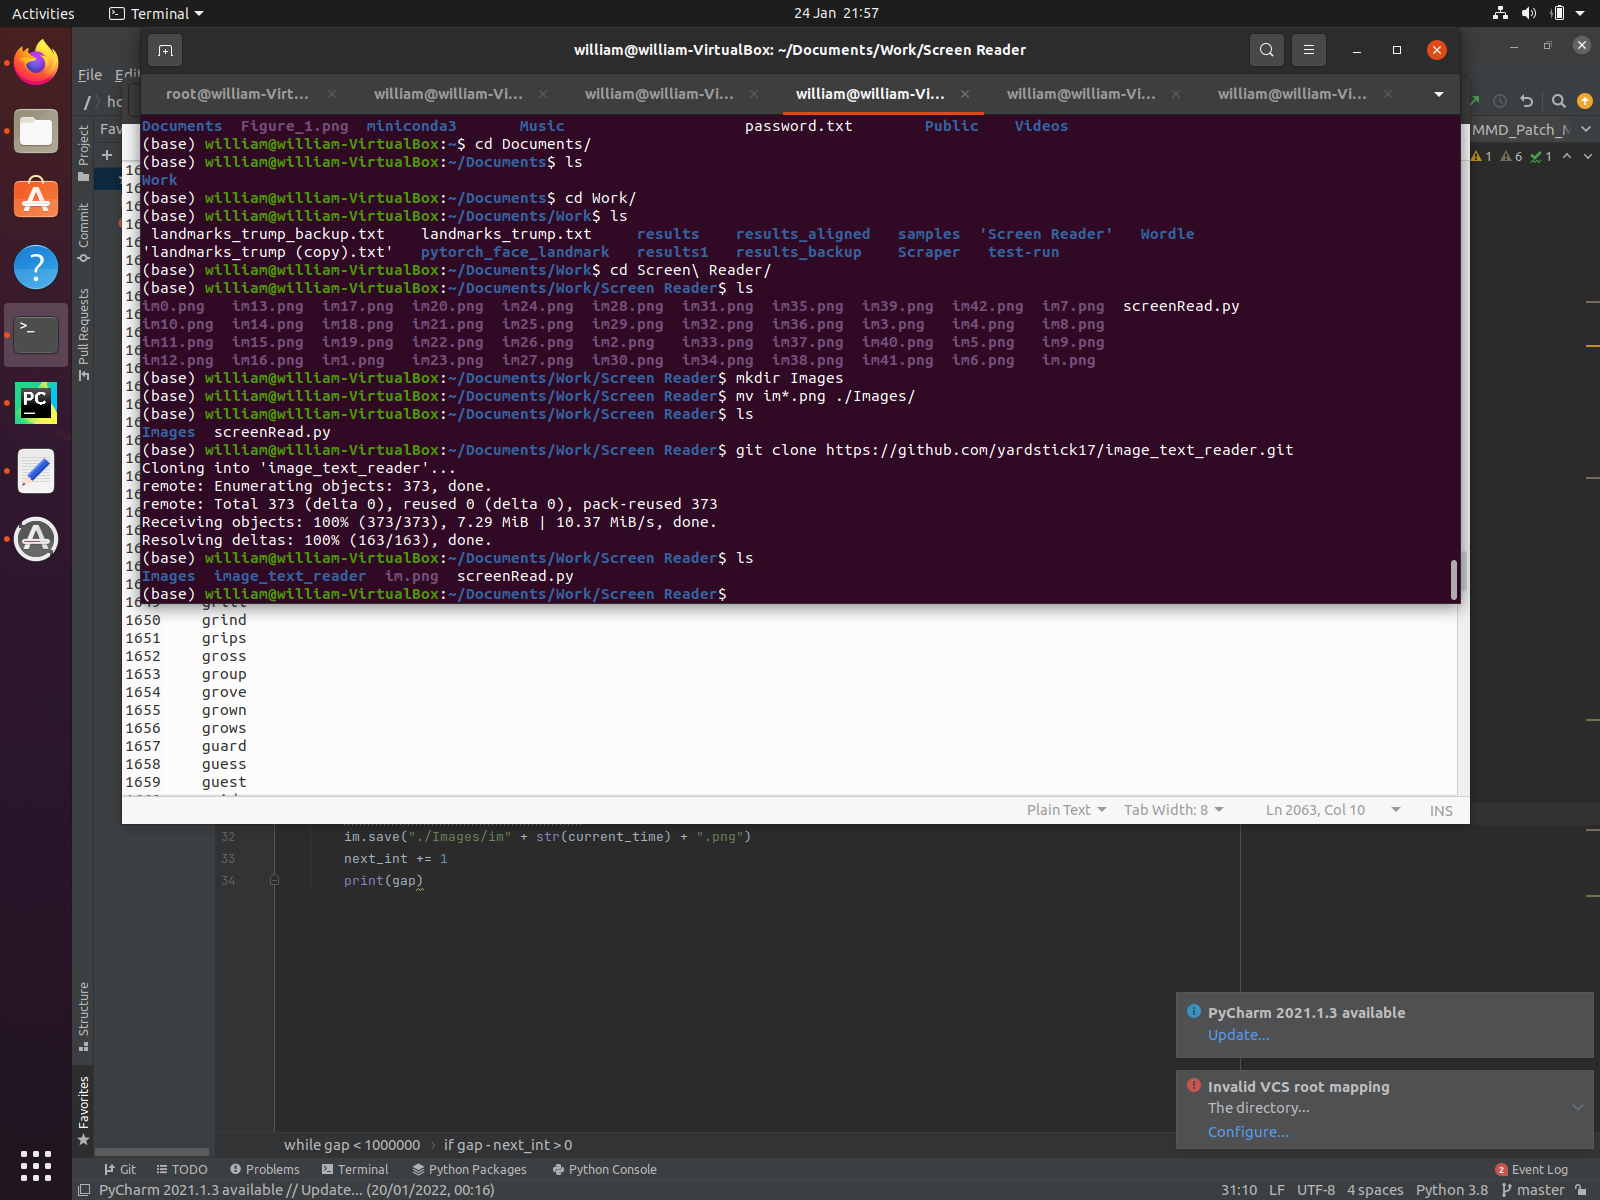 Activities Terminal 24 Jan 21:57
william@william-VirtualBox: ~/Documents/Work/Screen Reader
File
root@william-Virt... william@william-Vi... william@william-Vi... william@william-Vi... william@william-Vi... william@william-Vi...
Documents Figure_1.png miniconda3 Music password.txt Public Videos
(base) william@william-VirtualBox:~$ cd Documents/
(base) william@william-VirtualBox:~/Documents$ ls
Work
(base) william@william-VirtualBox:~/Documents$ cd Work/
(base) william@william-VirtualBox:~/Documents/Work$ ls
landmarks_trump_backup.txt landmarks_trump.txt results results_aligned samples 'Screen Reader' Wordle
'landmarks_trump (copy).txt' pytorch_face_landmark results1 results_backup Scraper test-run
(base) william@william-VirtualBox:~/Documents/Work$ cd Screen\ Reader/
(base) william@william-VirtualBox:~/Documents/Work/Screen Reader$ ls
im0.png im13.png im17.png im20.png im24.png im28.png im31.png im35.png im39.png im42.png im7.png screenRead.py
im10.png im14.png im18.png im21.png im25.png im29.png im32.png im36.png im3.png im4.png im8.png
im11.png im15.png im19.png im22.png im26.png im2.png im33.png im37.png im40.png im5.png im9.png
im12.png im16.png im1.png im23.png im27.png im30.png im34.png im38.png im41.png im6.png im.png
(base) william@william-VirtualBox:~/Documents/Work/Screen Reader$ mkdir Images
(base) william@william-VirtualBox:~/Documents/Work/Screen Reader$ mv im*.png ./Images/
(base) william@william-VirtualBox:~/Documents/Work/Screen Reader$ ls
Images screenRead.py
(base) william@william-VirtualBox:~/Documents/Work/Screen Reader$ git clone https://github.com/yardstick17/image_text_reader.git
Cloning into 'image_text_reader'...
remote: Enumerating objects: 373, done.
remote: Total 373 (delta 0), reused 0 (delta 0), pack-reused 373
Receiving objects: 100% (373/373), 7.29 MiB | 10.37 MiB/s, done.
Resolving deltas: 100% (163/163), done.
(base) william@william-VirtualBox:~/Documents/Work/Screen Reader$ ls
Images image_text_reader im.png screenRead.py
(base) william@william-VirtualBox:~/Documents/Work/Screen Reader$
1650 grind
1651 grips
1652 gross
1653 group
1654 grove
1655 grown
1656 grows
1657 guard
1658 guess
1659 guest
Plain Text Tab Width: 8 Ln 2063, Col 10 INS
32 im.save("./Images/im" + str(current_time) + ".png")
33 next_int += 1
34 print(gap)
Project
Commit
Pull Requests
Structure
Favorites
1 6 1
PyCharm 2021.1.3 available
Update...
Invalid VCS root mapping
The directory...
Configure...
while gap < 1000000 › if gap - next_int > 0
Git TODO Problems Terminal Python Packages Python Console 2 Event Log
PyCharm 2021.1.3 available // Update... (20/01/2022, 00:16) 31:10 LF UTF-8 4 spaces Python 3.8 master